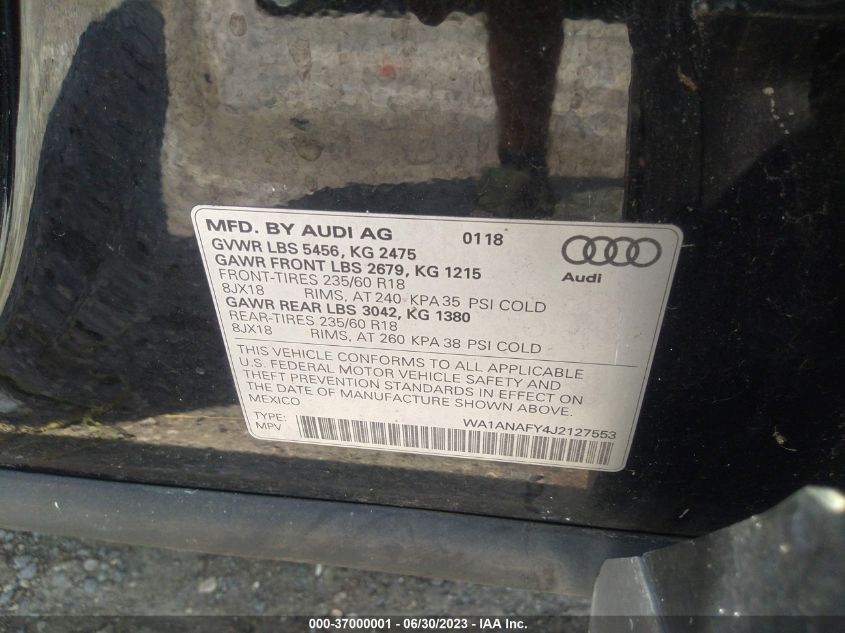 MFD. BY AUDI AG 0118
GVWR LBS 5456, KG 2475
GAWR FRONT LBS 2679, KG 1215
FRONT-TIRES 235/60 R18
8JX18 RIMS, AT 240 KPA 35 PSI COLD
GAWR REAR LBS 3042, KG 1380
REAR-TIRES 235/60 R18
8JX18 RIMS, AT 260 KPA 38 PSI COLD
Audi
THIS VEHICLE CONFORMS TO ALL APPLICABLE
U.S. FEDERAL MOTOR VEHICLE SAFETY AND
THEFT PREVENTION STANDARDS IN EFFECT ON
THE DATE OF MANUFACTURE SHOWN ABOVE.
MEXICO
WA1ANAFY4J2127553
TYPE:
MPV
000-37000001 - 06/30/2023 - IAA Inc.